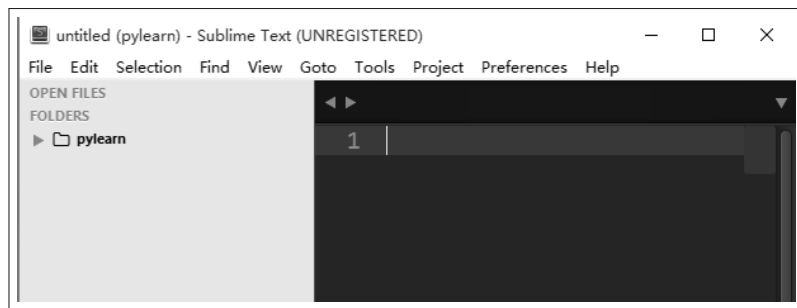 untitled (pylearn) - Sublime Text (UNREGISTERED)
File Edit Selection Find View Goto Tools Project Preferences Help
OPEN FILES
FOLDERS
pylearn
1